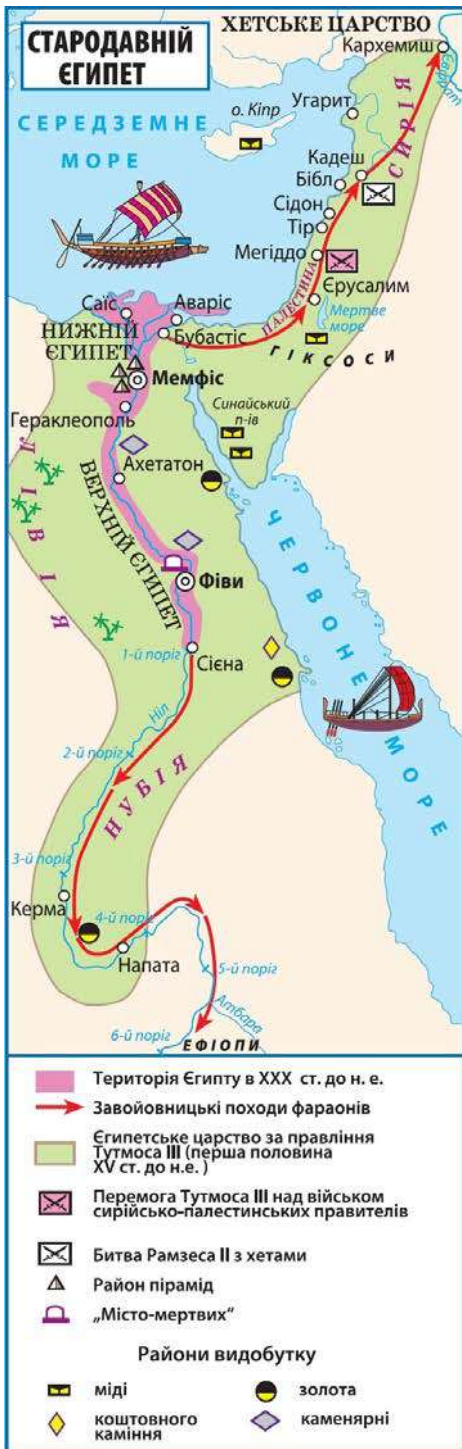 СТАРОДАВНІЙ
ЄГИПЕТ
ХЕТСЬКЕ ЦАРСТВО
Кархемиш
Євфрат
СЕРЕДЗЕМНЕ
МОРЕ
о. Кіпр
Угарит
СИРІЯ
Кадеш
Бібл
Сідон
Тір
Мегіддо
ПАЛЕСТИНА
Єрусалим
Мертве
море
ГІКСОСИ
Саїс
Аваріс
Бубастіс
НИЖНІЙ
ЄГИПЕТ
Мемфіс
Гераклеополь
Синайський
п-ів
ЛІВІЯ
Ахетатон
ВЕРХНІЙ ЄГИПЕТ
Фіви
ЧЕРВОНЕ
МОРЕ
1-й поріг
Сієна
Ніл
2-й поріг
НУБІЯ
3-й поріг
Керма
4-й поріг
Напата
5-й поріг
Атбара
6-й поріг
ЕФІОПИ
Територія Єгипту в XXX ст. до н. е.
Завойовницькі походи фараонів
Єгипетське царство за правління
Тутмоса III (перша половина
XV ст. до н.е. )
Перемога Тутмоса III над військом
сирійсько-палестинських правителів
Битва Рамзеса II з хетами
Район пірамід
„Місто-мертвих“
Райони видобутку
міді
золота
коштовного
каміння
каменярні